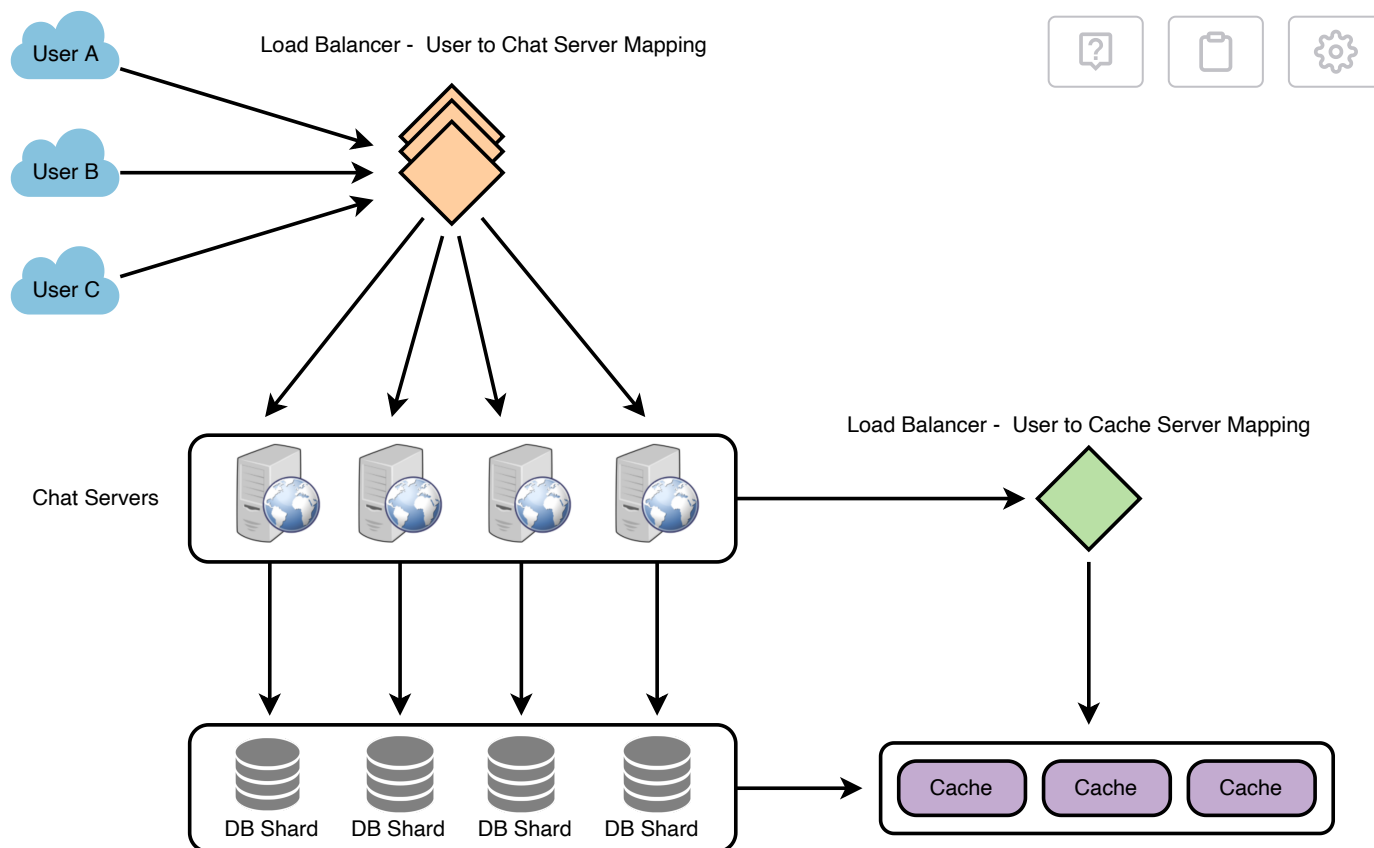 User A
Load Balancer -  User to Chat Server Mapping
?
User B
User C
Load Balancer -  User to Cache Server Mapping
Chat Servers
Cache
Cache
Cache
DB Shard
DB Shard
DB Shard
DB Shard